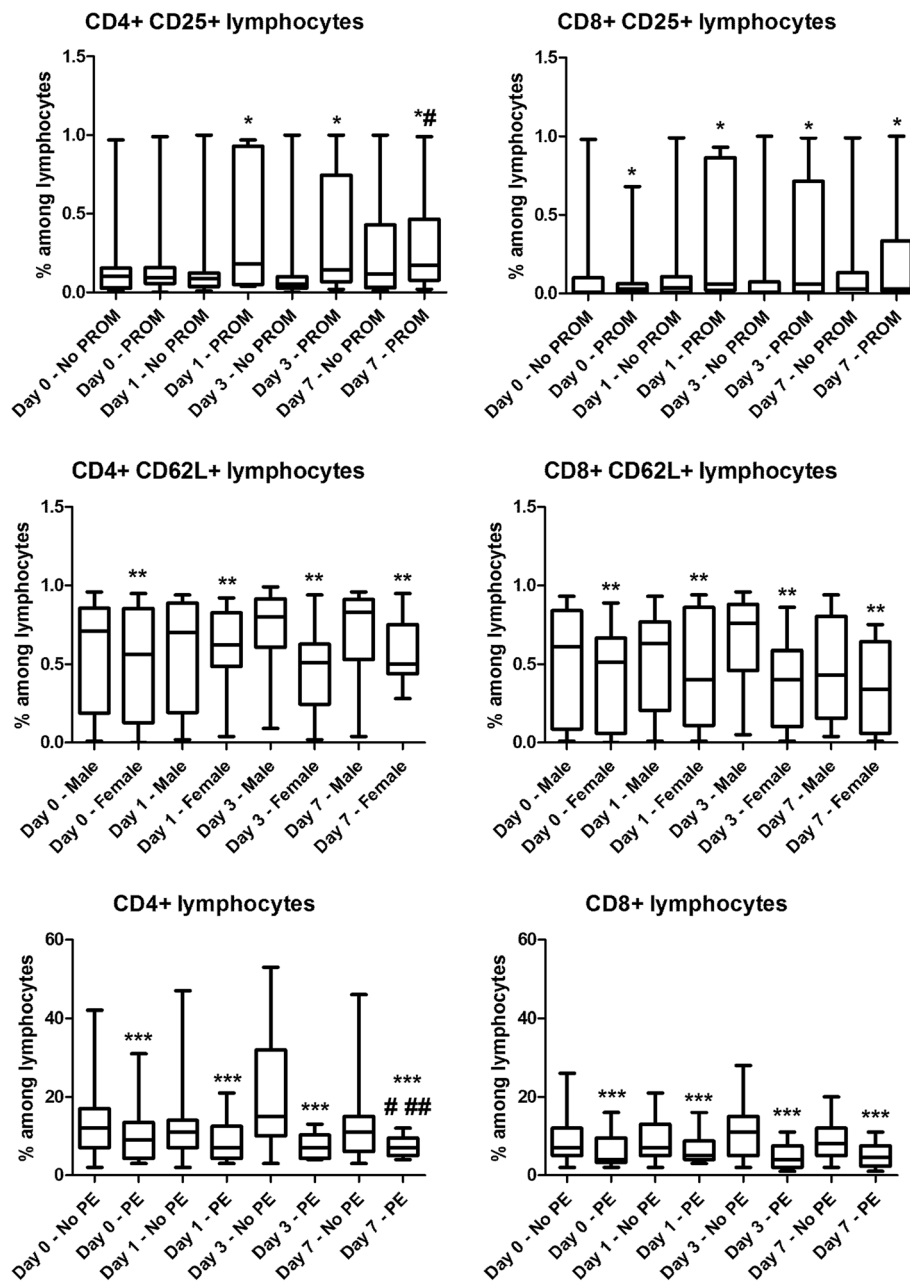 CD4+ CD25+ lymphocytes
% among lymphocytes
1.5
1.0
0.5
0.0
*
*
*#
Day 0 - No PROM
Day 0 - PROM
Day 1 - No PROM
Day 1 - PROM
Day 3 - No PROM
Day 3 - PROM
Day 7 - No PROM
Day 7 - PROM
CD8+ CD25+ lymphocytes
% among lymphocytes
1.5
1.0
0.5
0.0
*
*
*
*
Day 0 - No PROM
Day 0 - PROM
Day 1 - No PROM
Day 1 - PROM
Day 3 - No PROM
Day 3 - PROM
Day 7 - No PROM
Day 7 - PROM
CD4+ CD62L+ lymphocytes
% among lymphocytes
1.5
1.0
0.5
0.0
**
**
**
**
Day 0 - Male
Day 0 - Female
Day 1 - Male
Day 1 - Female
Day 3 - Male
Day 3 - Female
Day 7 - Male
Day 7 - Female
CD8+ CD62L+ lymphocytes
% among lymphocytes
1.5
1.0
0.5
0.0
**
**
**
**
Day 0 - Male
Day 0 - Female
Day 1 - Male
Day 1 - Female
Day 3 - Male
Day 3 - Female
Day 7 - Male
Day 7 - Female
CD4+ lymphocytes
% among lymphocytes
60
40
20
0
***
***
***
***
# ##
Day 0 - No PE
Day 0 - PE
Day 1 - No PE
Day 1 - PE
Day 3 - No PE
Day 3 - PE
Day 7 - No PE
Day 7 - PE
CD8+ lymphocytes
% among lymphocytes
60
40
20
0
***
***
***
***
Day 0 - No PE
Day 0 - PE
Day 1 - No PE
Day 1 - PE
Day 3 - No PE
Day 3 - PE
Day 7 - No PE
Day 7 - PE